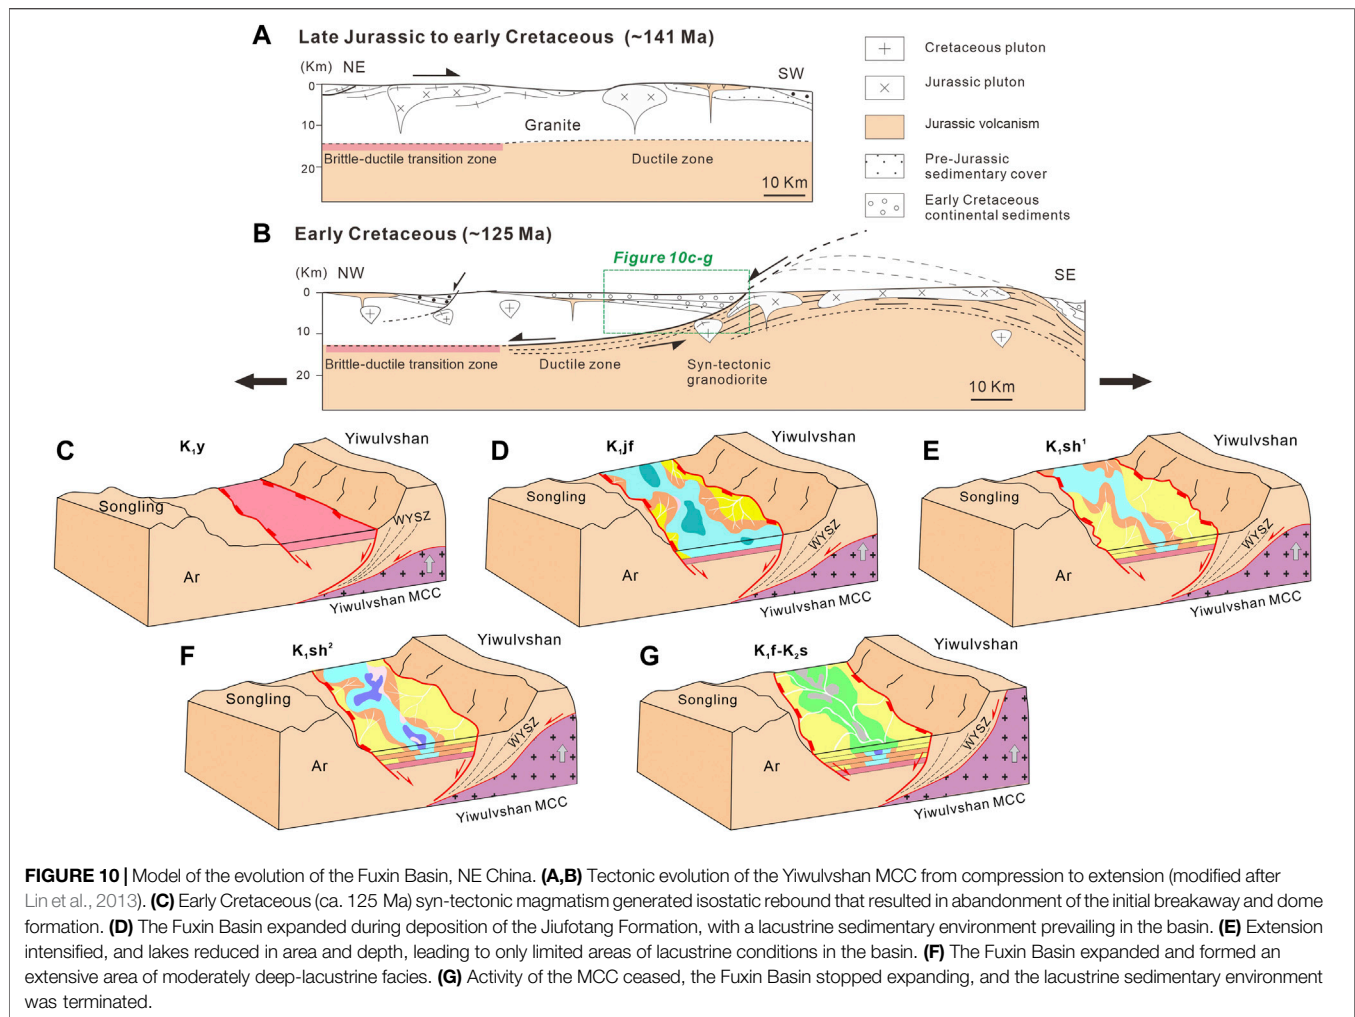 A Late Jurassic to early Cretaceous (~141 Ma)
(Km) NE
SW
0
10
20
Granite
Brittle-ductile transition zone
Ductile zone
10 Km
Cretaceous pluton
Jurassic pluton
Jurassic volcanism
Pre-Jurassic
sedimentary cover
Early Cretaceous
continental sediments
B Early Cretaceous (~125 Ma)
Figure 10c-g
(Km) NW
SE
0
10
20
Brittle-ductile transition zone
Ductile zone
Syn-tectonic
granodiorite
10 Km
C
K₁y
Yiwulvshan
Songling
WYSZ
Ar
Yiwulvshan MCC
D
K₁jf
Yiwulvshan
Songling
WYSZ
Ar
Yiwulvshan MCC
E
K₁sh¹
Yiwulvshan
Songling
WYSZ
Ar
Yiwulvshan MCC
F
K₁sh²
Yiwulvshan
Songling
WYSZ
Ar
Yiwulvshan MCC
G
K₁f-K₂s
Yiwulvshan
Songling
WYSZ
Ar
Yiwulvshan MCC
FIGURE 10 | Model of the evolution of the Fuxin Basin, NE China. (A,B) Tectonic evolution of the Yiwulvshan MCC from compression to extension (modified after
Lin et al., 2013). (C) Early Cretaceous (ca. 125 Ma) syn-tectonic magmatism generated isostatic rebound that resulted in abandonment of the initial breakaway and dome
formation. (D) The Fuxin Basin expanded during deposition of the Jiufotang Formation, with a lacustrine sedimentary environment prevailing in the basin. (E) Extension
intensified, and lakes reduced in area and depth, leading to only limited areas of lacustrine conditions in the basin. (F) The Fuxin Basin expanded and formed an
extensive area of moderately deep-lacustrine facies. (G) Activity of the MCC ceased, the Fuxin Basin stopped expanding, and the lacustrine sedimentary environment
was terminated.